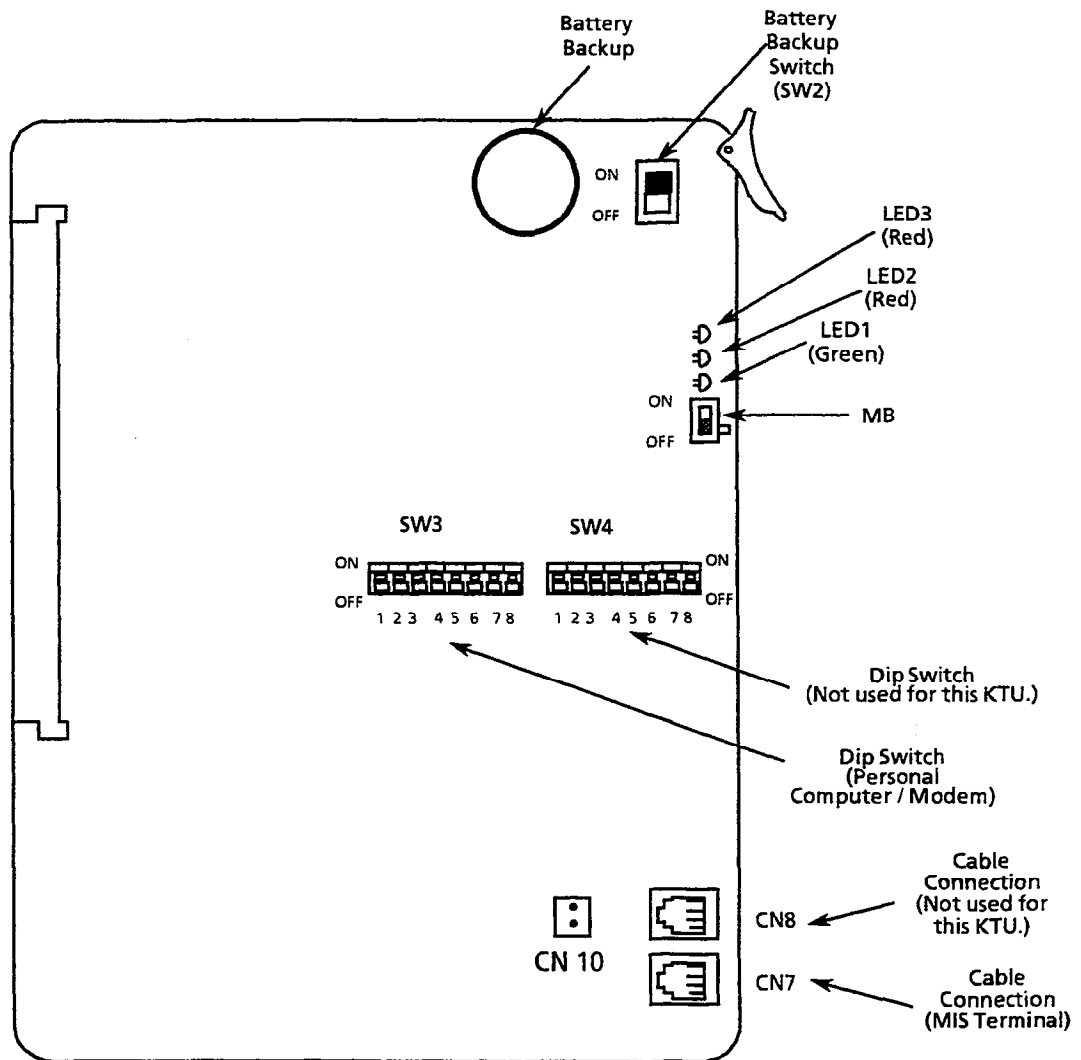 Battery
Backup
Battery
Backup
Switch
(SW2)
ON
OFF
LED3
(Red)
LED2
(Red)
LED1
(Green)
ON
OFF
MB
SW3
SW4
ON
OFF
1 2 3 4 5 6 7 8
ON
OFF
1 2 3 4 5 6 7 8
Dip Switch
(Not used for this KTU.)
Dip Switch
(Personal
Computer / Modem)
CN 10
CN8
Cable
Connection
(Not used for
this KTU.)
CN7
Cable
Connection
(MIS Terminal)